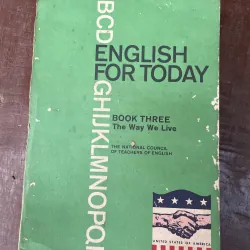 BCD
GHIJKLMNOPQR
ENGLISH
FOR TODAY
BOOK THREE
The Way We Live
THE NATIONAL COUNCIL
OF TEACHERS OF ENGLISH
UNITED STATES OF AMERICA